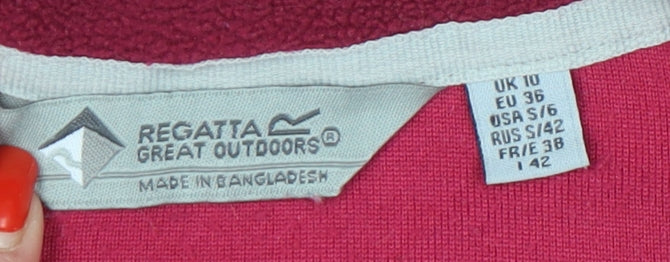 REGATTA
GREAT OUTDOORS®
MADE IN BANGLADESH
UK 10
EU 36
USA S/6
RUS S/42
FR/E 38
I 42